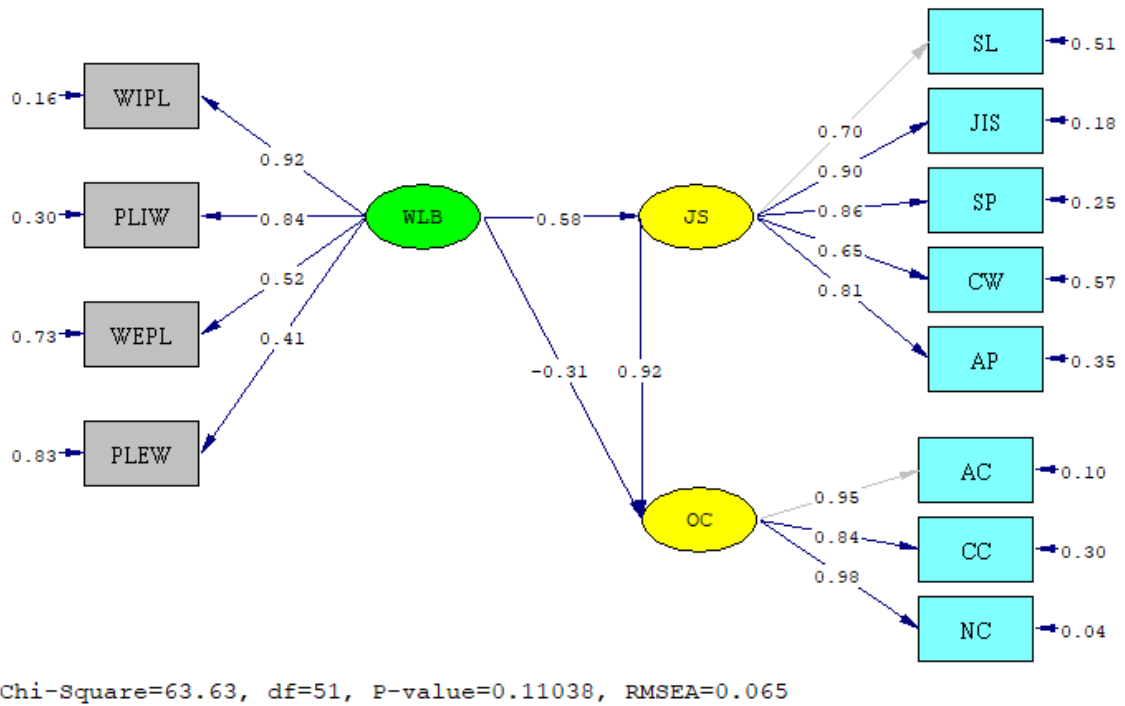 SL
0.51
0.16
WIPL
JIS
0.18
0.70
0.92
0.90
0.30
PLIW
0.84
WLB
0.58
JS
0.86
SP
0.25
0.52
0.65
CW
0.57
0.81
0.73
WEPL
0.41
AP
0.35
-0.31
0.92
0.83
PLEW
AC
0.10
0.95
OC
0.84
CC
0.30
0.98
NC
0.04
Chi-Square=63.63, df=51, P-value=0.11038, RMSEA=0.065